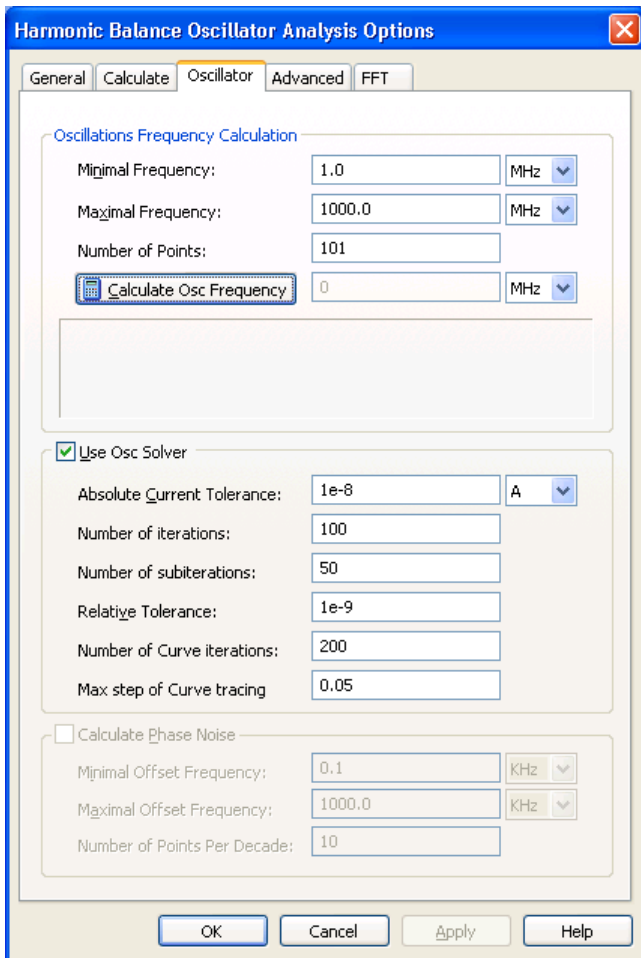 Harmonic Balance Oscillator Analysis Options
General Calculate Oscillator Advanced FFT
Oscillations Frequency Calculation
Minimal Frequency: 1.0 MHz
Maximal Frequency: 1000.0 MHz
Number of Points: 101
Calculate Osc Frequency 0 MHz
Use Osc Solver
Absolute Current Tolerance: 1e-8 A
Number of iterations: 100
Number of subiterations: 50
Relative Tolerance: 1e-9
Number of Curve iterations: 200
Max step of Curve tracing 0.05
Calculate Phase Noise
Minimal Offset Frequency: 0.1 KHz
Maximal Offset Frequency: 1000.0 KHz
Number of Points Per Decade: 10
OK Cancel Apply Help